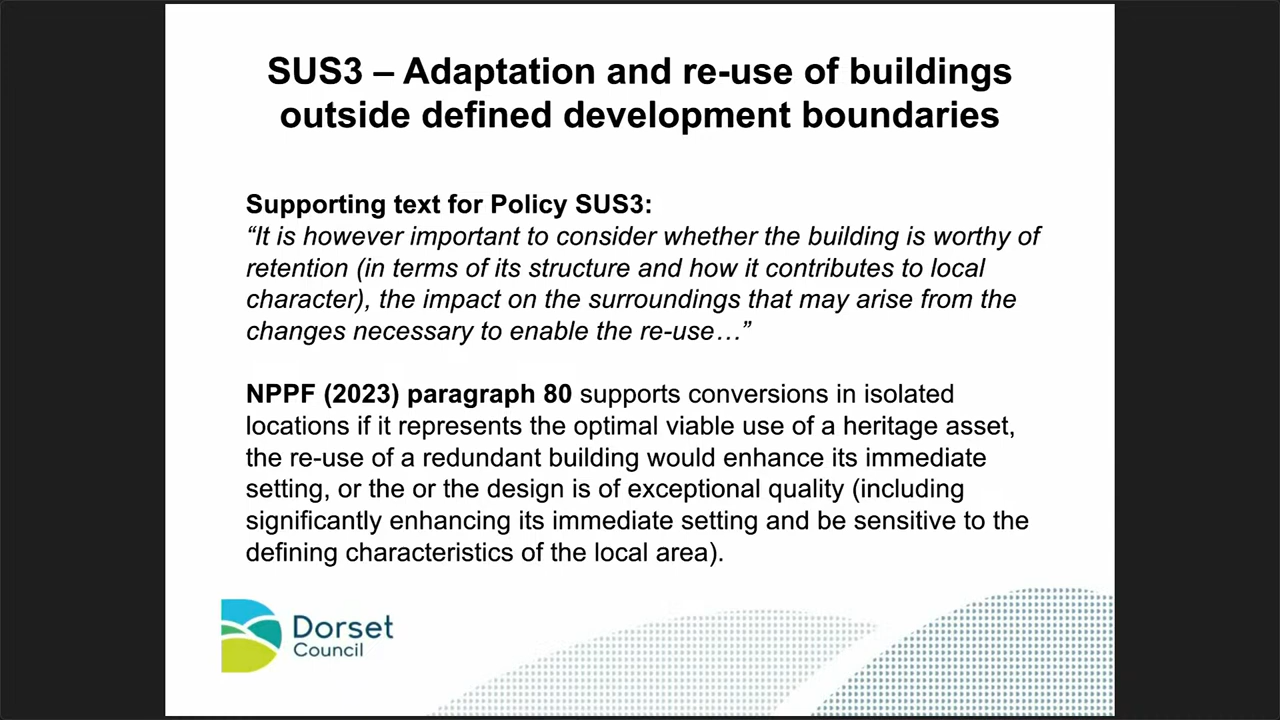 SUS3 – Adaptation and re-use of buildings
outside defined development boundaries
Supporting text for Policy SUS3:
“It is however important to consider whether the building is worthy of
retention (in terms of its structure and how it contributes to local
character), the impact on the surroundings that may arise from the
changes necessary to enable the re-use…”
NPPF (2023) paragraph 80 supports conversions in isolated
locations if it represents the optimal viable use of a heritage asset,
the re-use of a redundant building would enhance its immediate
setting, or the or the design is of exceptional quality (including
significantly enhancing its immediate setting and be sensitive to the
defining characteristics of the local area).
Dorset
Council